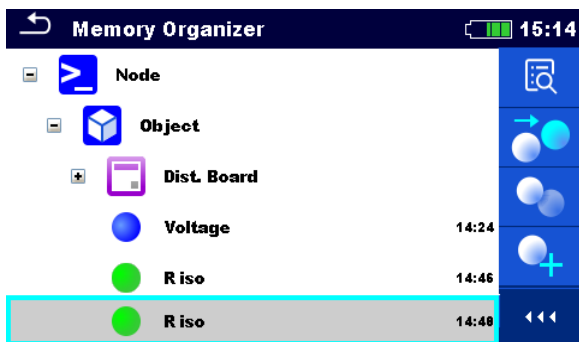 Memory Organizer 15:14
Node
Object
Dist. Board
Voltage 14:24
R iso 14:46
R iso 14:48